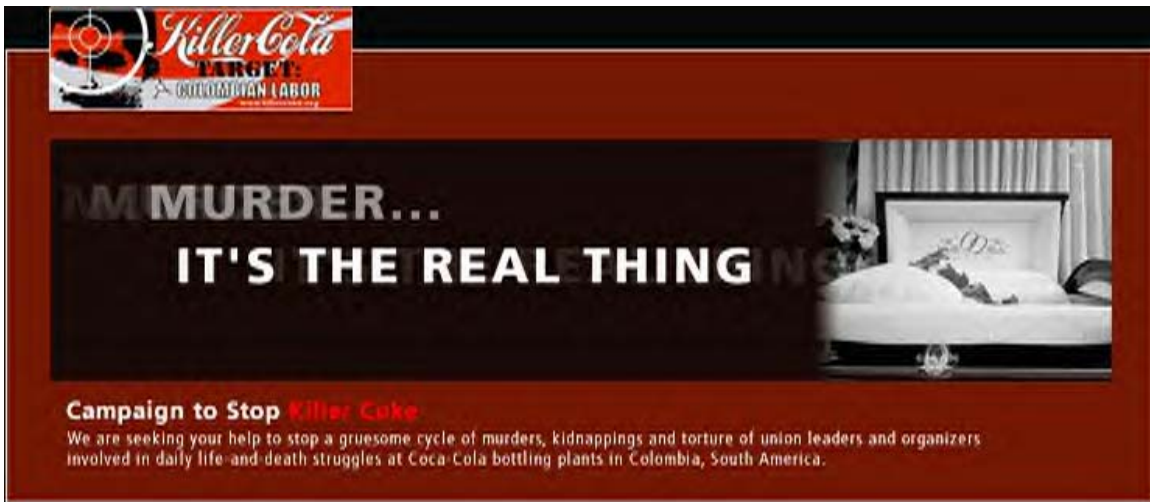 KillerCola
TARGET:
COLOMBIAN LABOR
MURDER...
IT'S THE REAL THING
Campaign to Stop Killer Coke
We are seeking your help to stop a gruesome cycle of murders, kidnappings and torture of union leaders and organizers
involved in daily life-and-death struggles at Coca-Cola bottling plants in Colombia, South America.